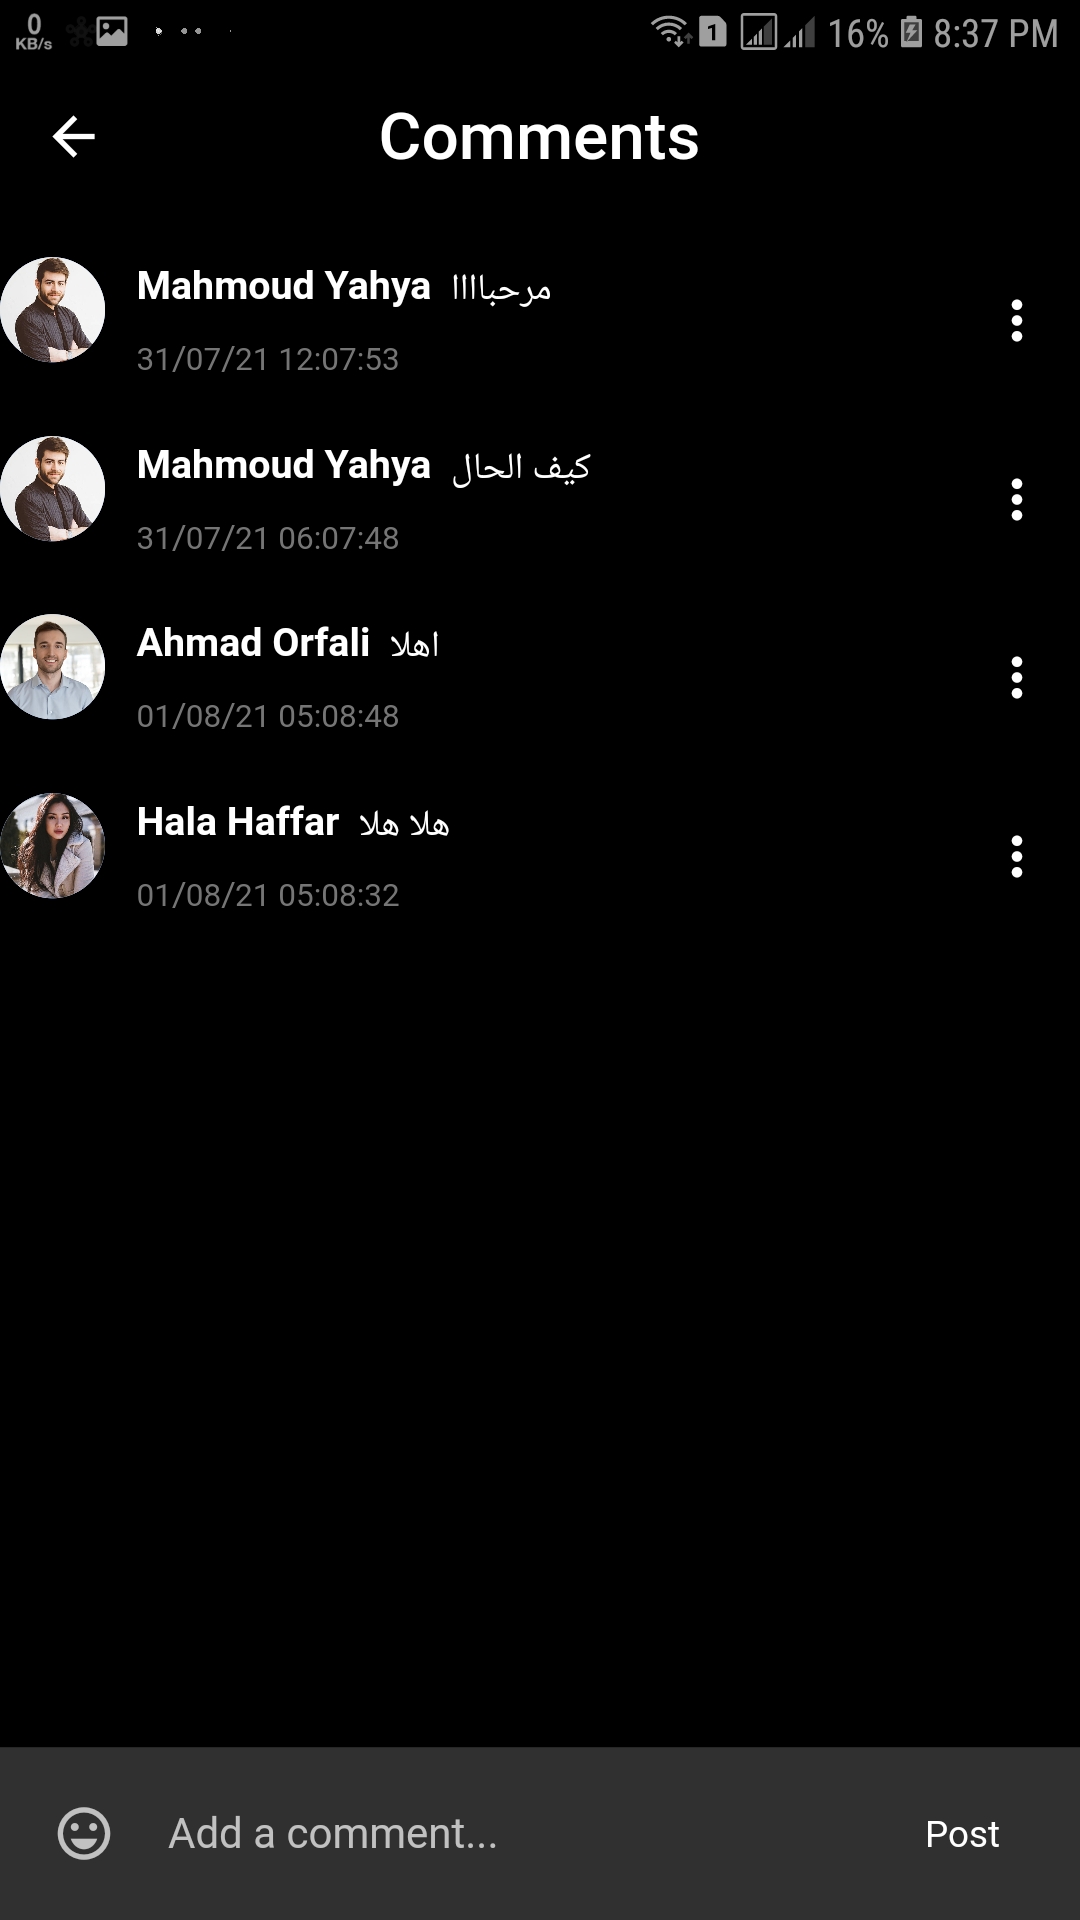 0
KB/s
1
16%
8:37 PM
Comments
Mahmoud Yahya مرحباااا
31/07/21 12:07:53
Mahmoud Yahya كيف الحال
31/07/21 06:07:48
Ahmad Orfali اهلا
01/08/21 05:08:48
Hala Haffar هلا هلا
01/08/21 05:08:32
Add a comment...
Post